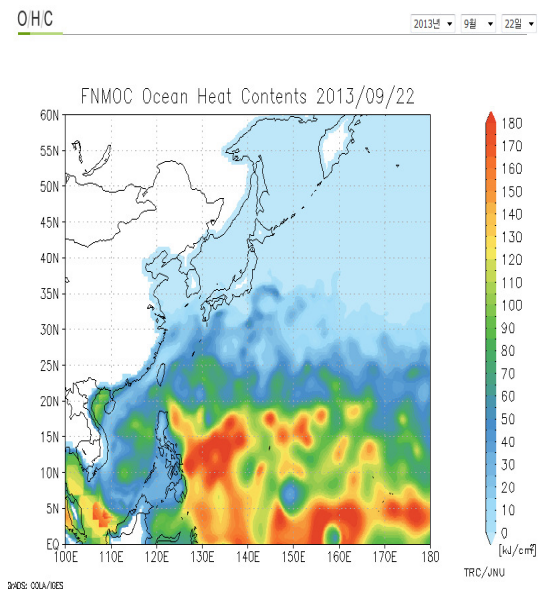 O/H/C
2013년 9월 22일
FNMOC Ocean Heat Contents 2013/09/22
60N
55N
50N
45N
40N
35N
30N
25N
20N
15N
10N
5N
EQ
100E 110E 120E 130E 140E 150E 160E 170E 180
180
170
160
150
140
130
120
110
100
90
80
70
60
50
40
30
20
10
0
[kJ/cm²]
TRC/JNU
GrADS: COLA/IGES